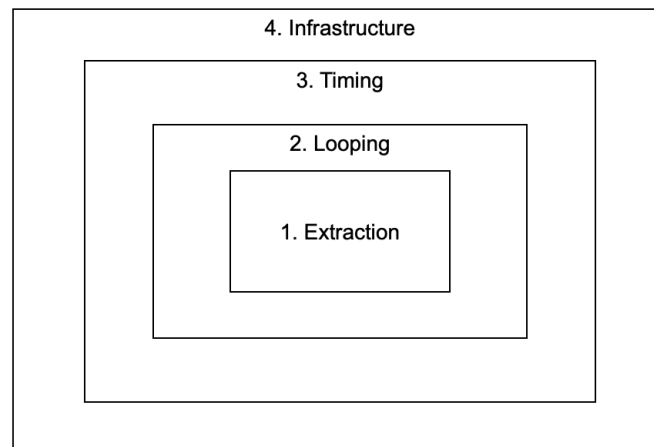 4. Infrastructure
3. Timing
2. Looping
1. Extraction